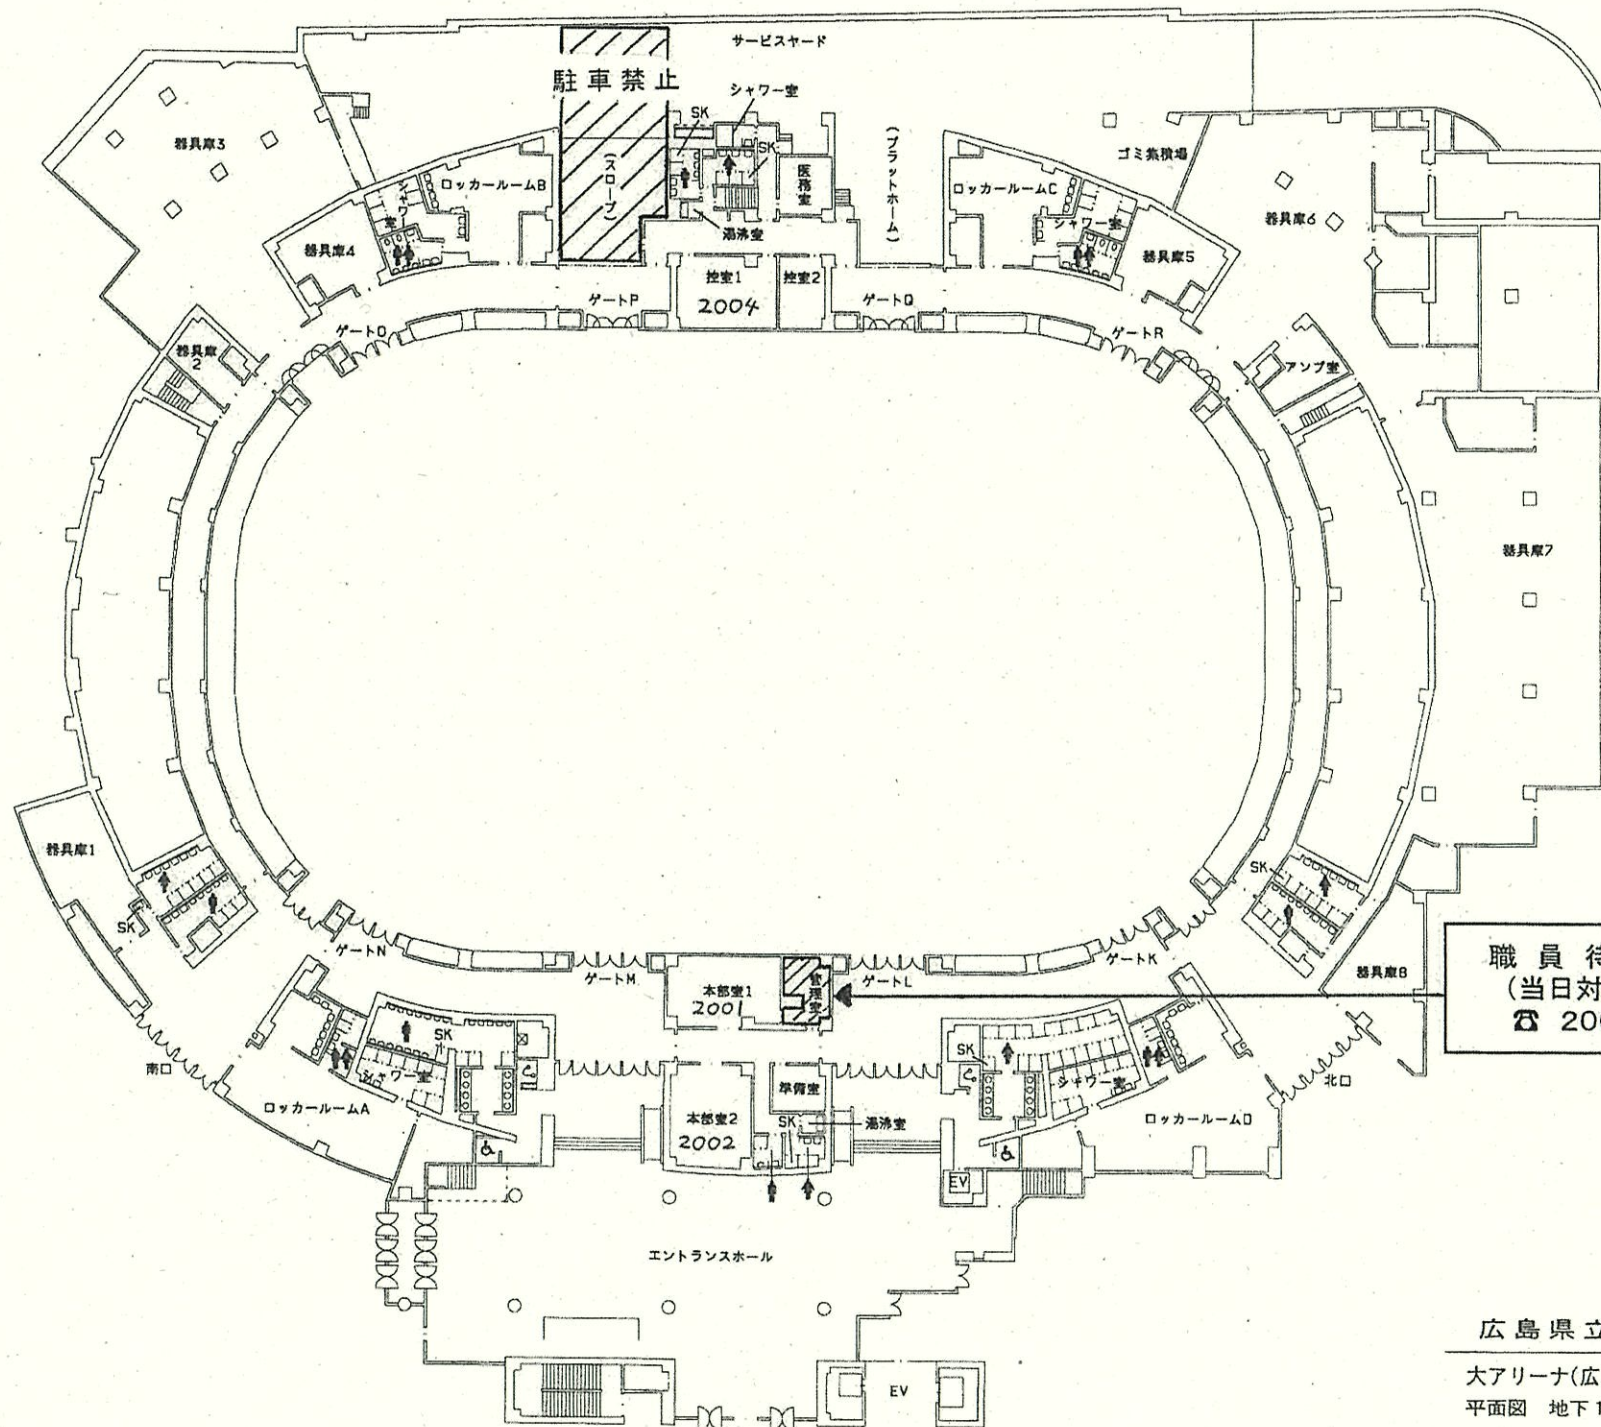 サービスヤード
駐車禁止
シャワー室
SK
SK
器具庫3
(スロープ)
医務室
(プラットホーム)
ゴミ集積場
ロッカールームB
シャワー室
ロッカールームC
シャワー室
器具庫6
湯沸室
器具庫4
器具庫5
控室1
2004
控室2
ゲートP
ゲートQ
ゲートO
ゲートR
器具庫2
アンプ室
器具庫7
器具庫1
SK
SK
ゲートN
ゲートM
本部室1
2001
管理室
ゲートL
ゲートK
器具庫8
職員待
(当日対
☎ 20
SK
シャワー室
南口
ロッカールームA
準備室
SK
シャワー室
北口
ロッカールームD
本部室2
2002
SK
湯沸室
EV
エントランスホール
EV
広島県立
大アリーナ(広
平面図 地下1